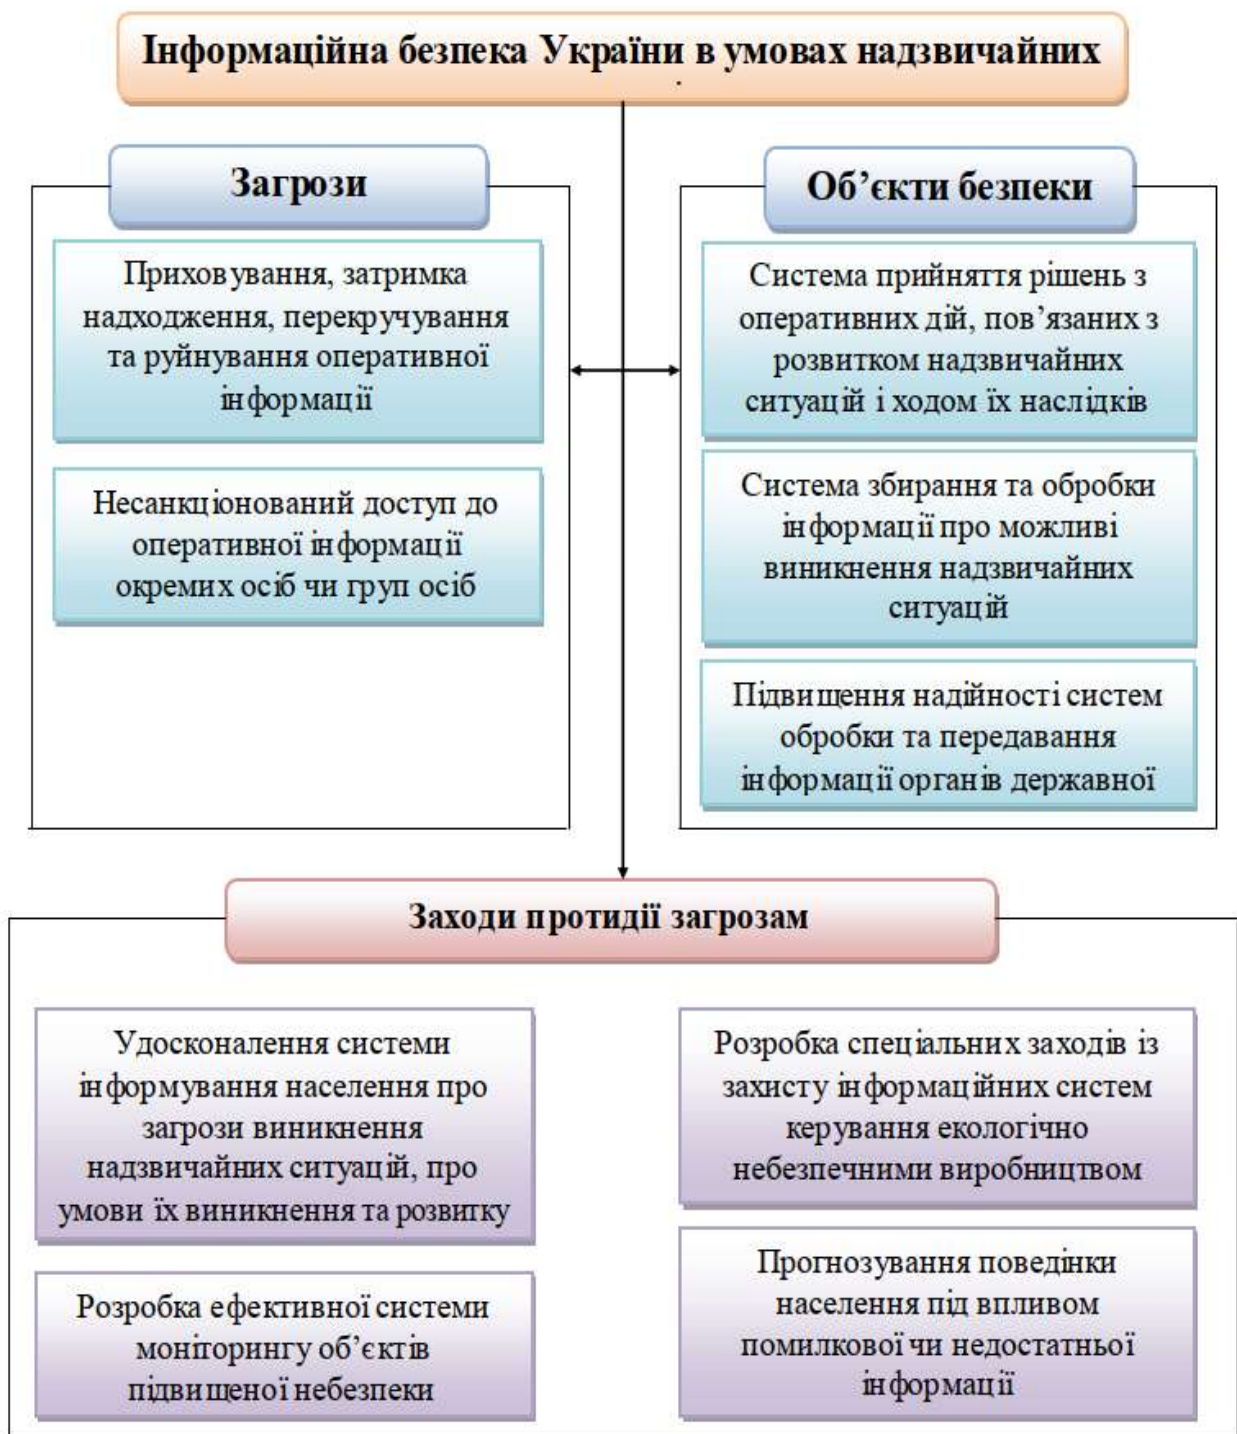 Інформаційна безпека України в умовах надзвичайних
Загрози
Приховування, затримка
надходження, перекручування
та руйнування оперативної
інформації
Несанкціонований доступ до
оперативної інформації
окремих осіб чи груп осіб
Об’єкти безпеки
Система прийняття рішень з
оперативних дій, пов’язаних з
розвитком надзвичайних
ситуацій і ходом їх наслідків
Система збирання та обробки
інформації про можливі
виникнення надзвичайних
ситуацій
Підвищення надійності систем
обробки та передавання
інформації органів державної
Заходи протидії загрозам
Удосконалення системи
інформування населення про
загрози виникнення
надзвичайних ситуацій, про
умови їх виникнення та розвитку
Розробка ефективної системи
моніторингу об’єктів
підвищеної небезпеки
Розробка спеціальних заходів із
захисту інформаційних систем
керування екологічно
небезпечними виробництвом
Прогнозування поведінки
населення під впливом
помилкової чи недостатньої
інформації